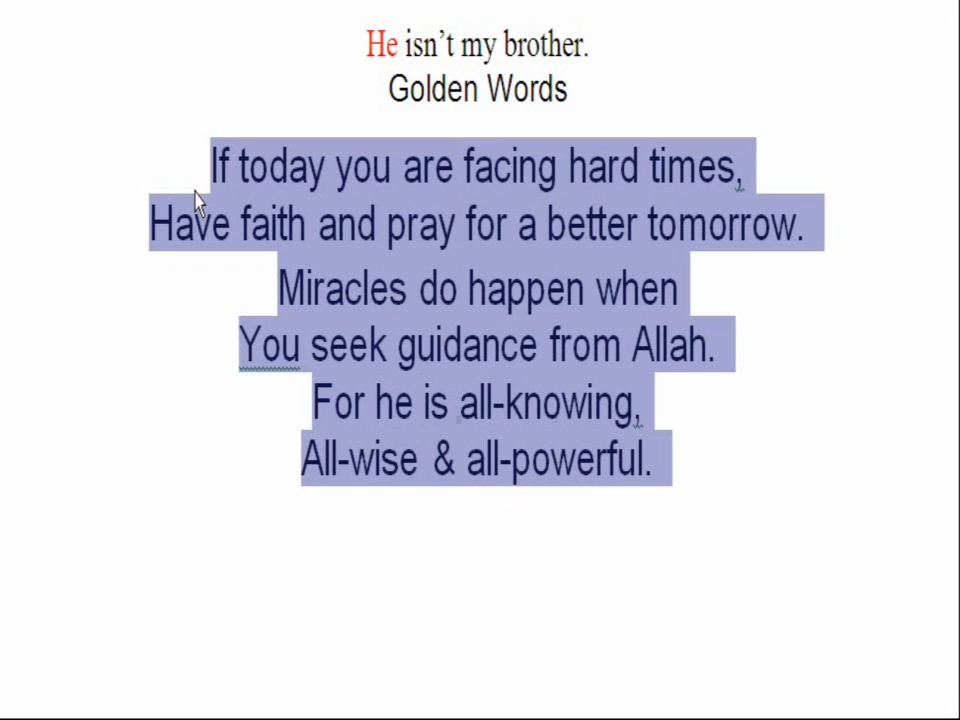 He isn’t my brother.
Golden Words
If today you are facing hard times,
Have faith and pray for a better tomorrow.
Miracles do happen when
You seek guidance from Allah.
For he is all-knowing,
All-wise & all-powerful.